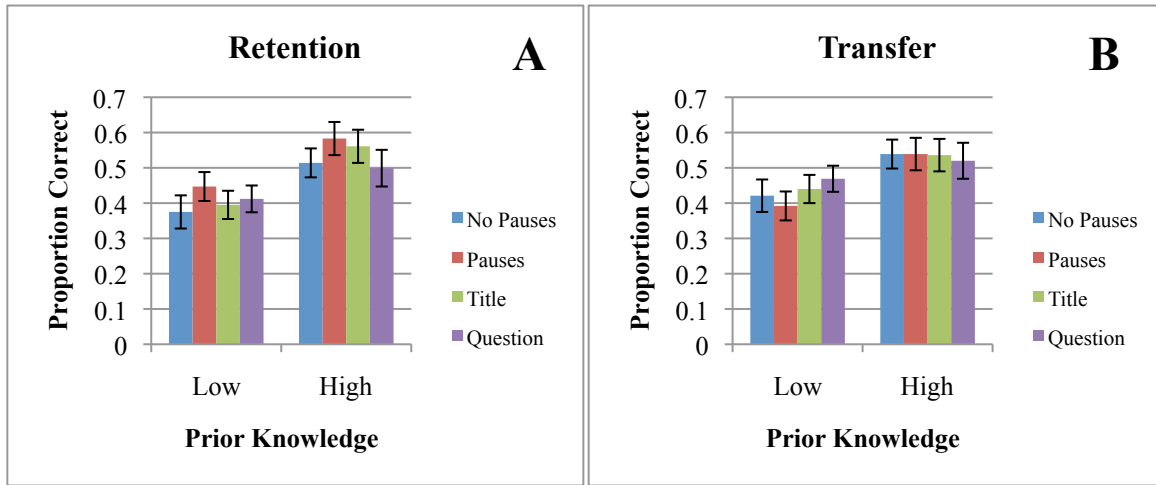 Retention
A
Proportion Correct
0.7
0.6
0.5
0.4
0.3
0.2
0.1
0
Low
High
Prior Knowledge
No Pauses
Pauses
Title
Question
Transfer
B
Proportion Correct
0.7
0.6
0.5
0.4
0.3
0.2
0.1
0
Low
High
Prior Knowledge
No Pauses
Pauses
Title
Question